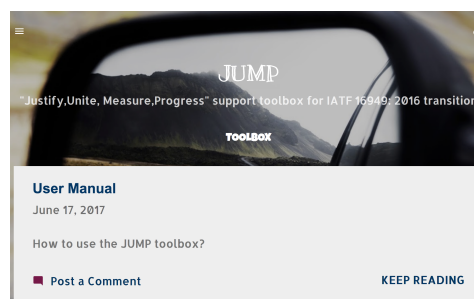 JUMP
"Justify,Unite, Measure,Progress" support toolbox for IATF 16949: 2016 transition
TOOLBOX
User Manual
June 17, 2017
How to use the JUMP toolbox?
Post a Comment
KEEP READING